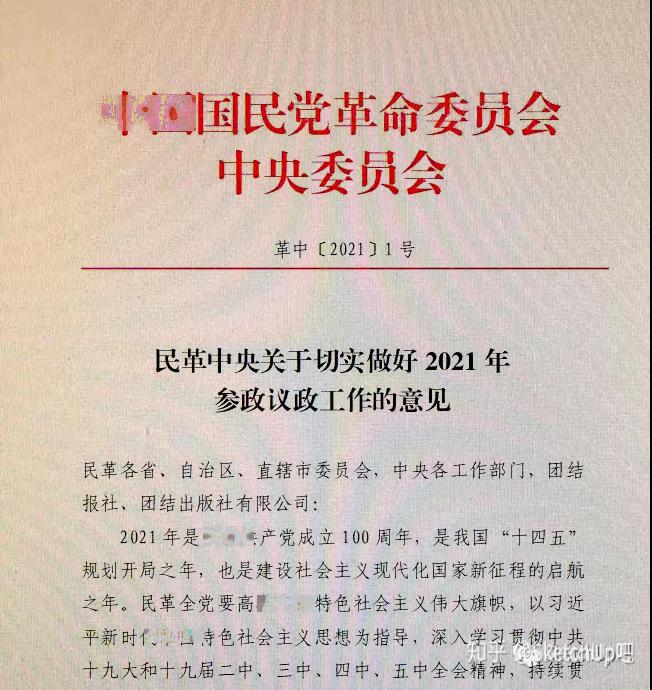 国民党革命委员会
中央委员会
革中〔2021〕1号
民革中央关于切实做好 2021 年
参政议政工作的意见
民革各省、自治区、直辖市委员会，中央各工作部门，团结
报社、团结出版社有限公司：
2021 年是产党成立 100 周年，是我国“十四五”
规划开局之年，也是建设社会主义现代化国家新征程的启航
之年。民革全党要高特色社会主义伟大旗帜，以习近
平新时特色社会主义思想为指导，深入学习贯彻中共
十九大和十九届二中、三中、四中、五中全会精神，持续贯
知乎 @ketchUp吧